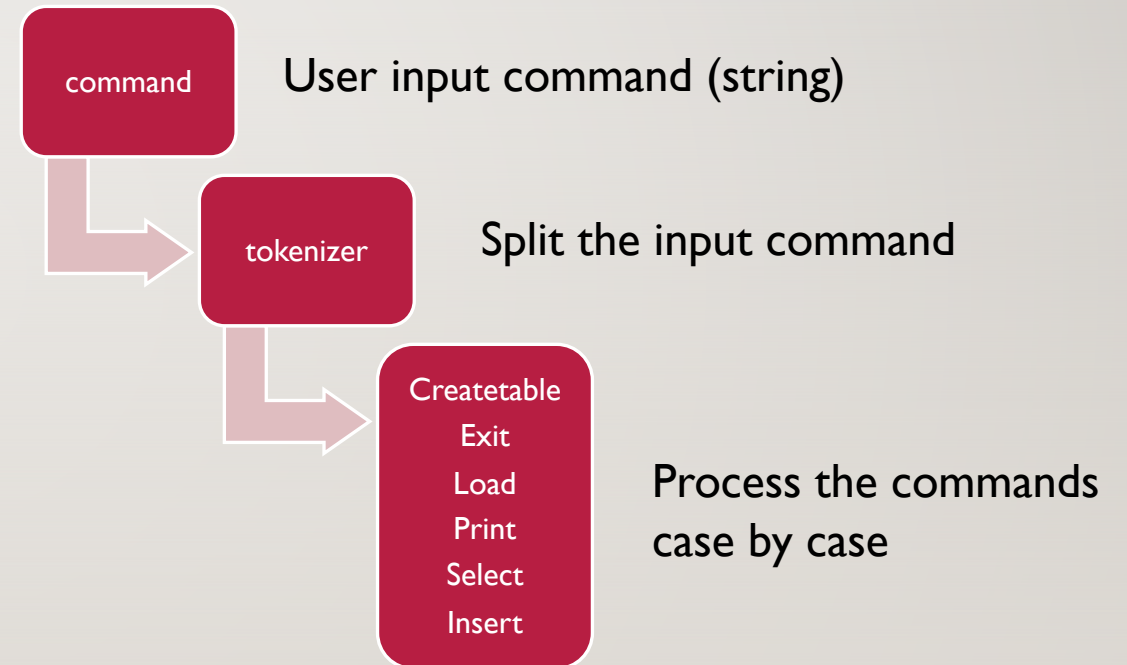 command
User input command (string)
tokenizer
Split the input command
Createtable
Exit
Load
Print
Select
Insert
Process the commands
case by case